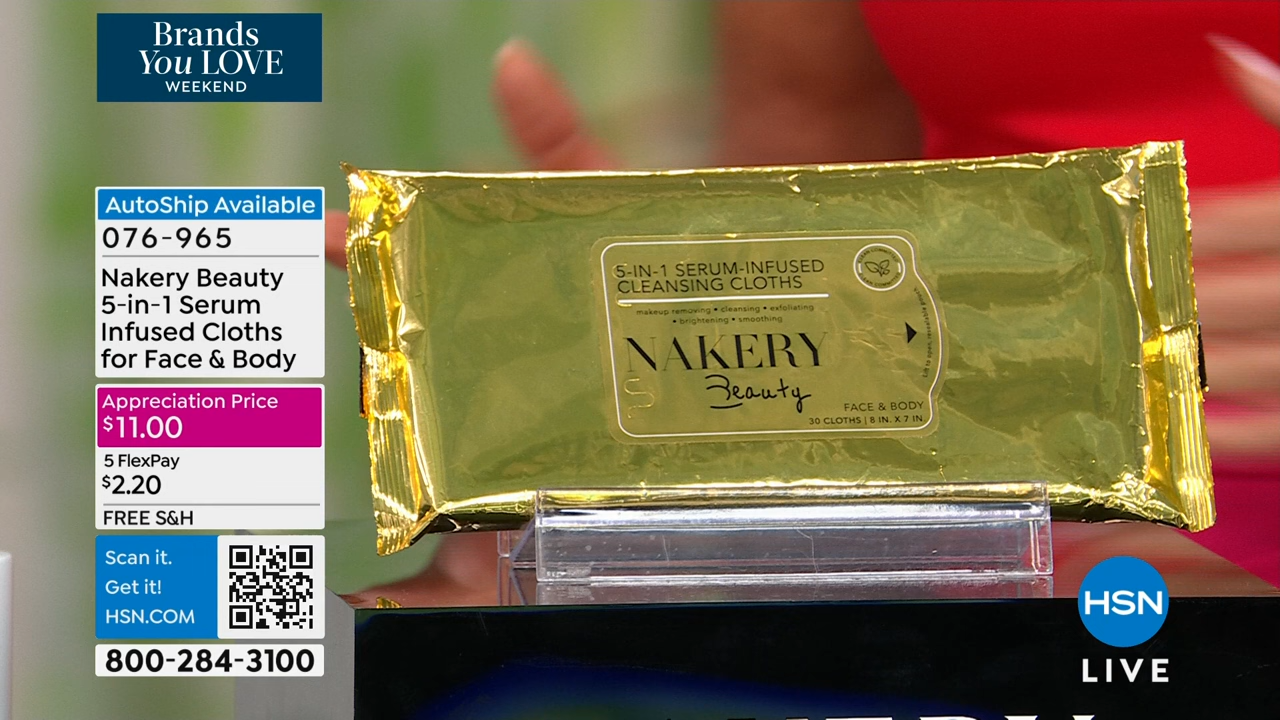 Brands
You LOVE
WEEKEND
AutoShip Available
076-965
Nakery Beauty
5-in-1 Serum
Infused Cloths
for Face & Body
Appreciation Price
$11.00
5 FlexPay
$2.20
FREE S&H
Scan it.
Get it!
HSN.COM
800-284-3100
5-IN-1 SERUM-INFUSED
CLEANSING CLOTHS
makeup removing • cleansing • exfoliating
• brightening • smoothing
NAKERY
Beauty
FACE & BODY
30 CLOTHS | 8 IN. X 7 IN
HSN
LIVE